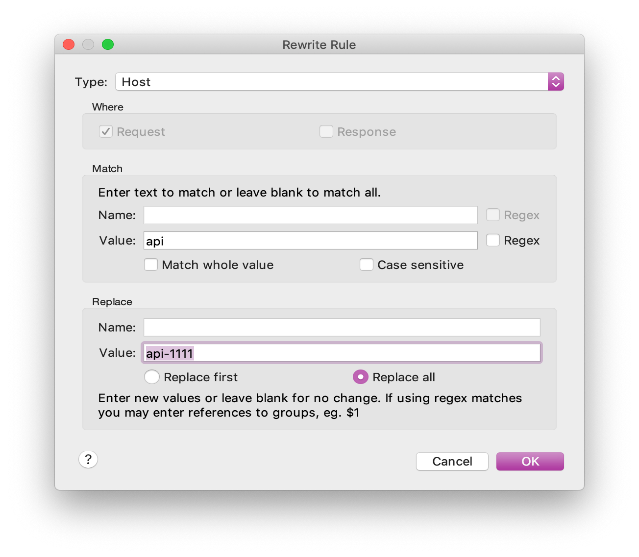 Rewrite Rule
Type: Host
Where
Request Response
Match
Enter text to match or leave blank to match all.
Name: Regex
Value: api Regex
Match whole value Case sensitive
Replace
Name:
Value: api-1111
Replace first Replace all
Enter new values or leave blank for no change. If using regex matches
you may enter references to groups, eg. $1
? Cancel OK